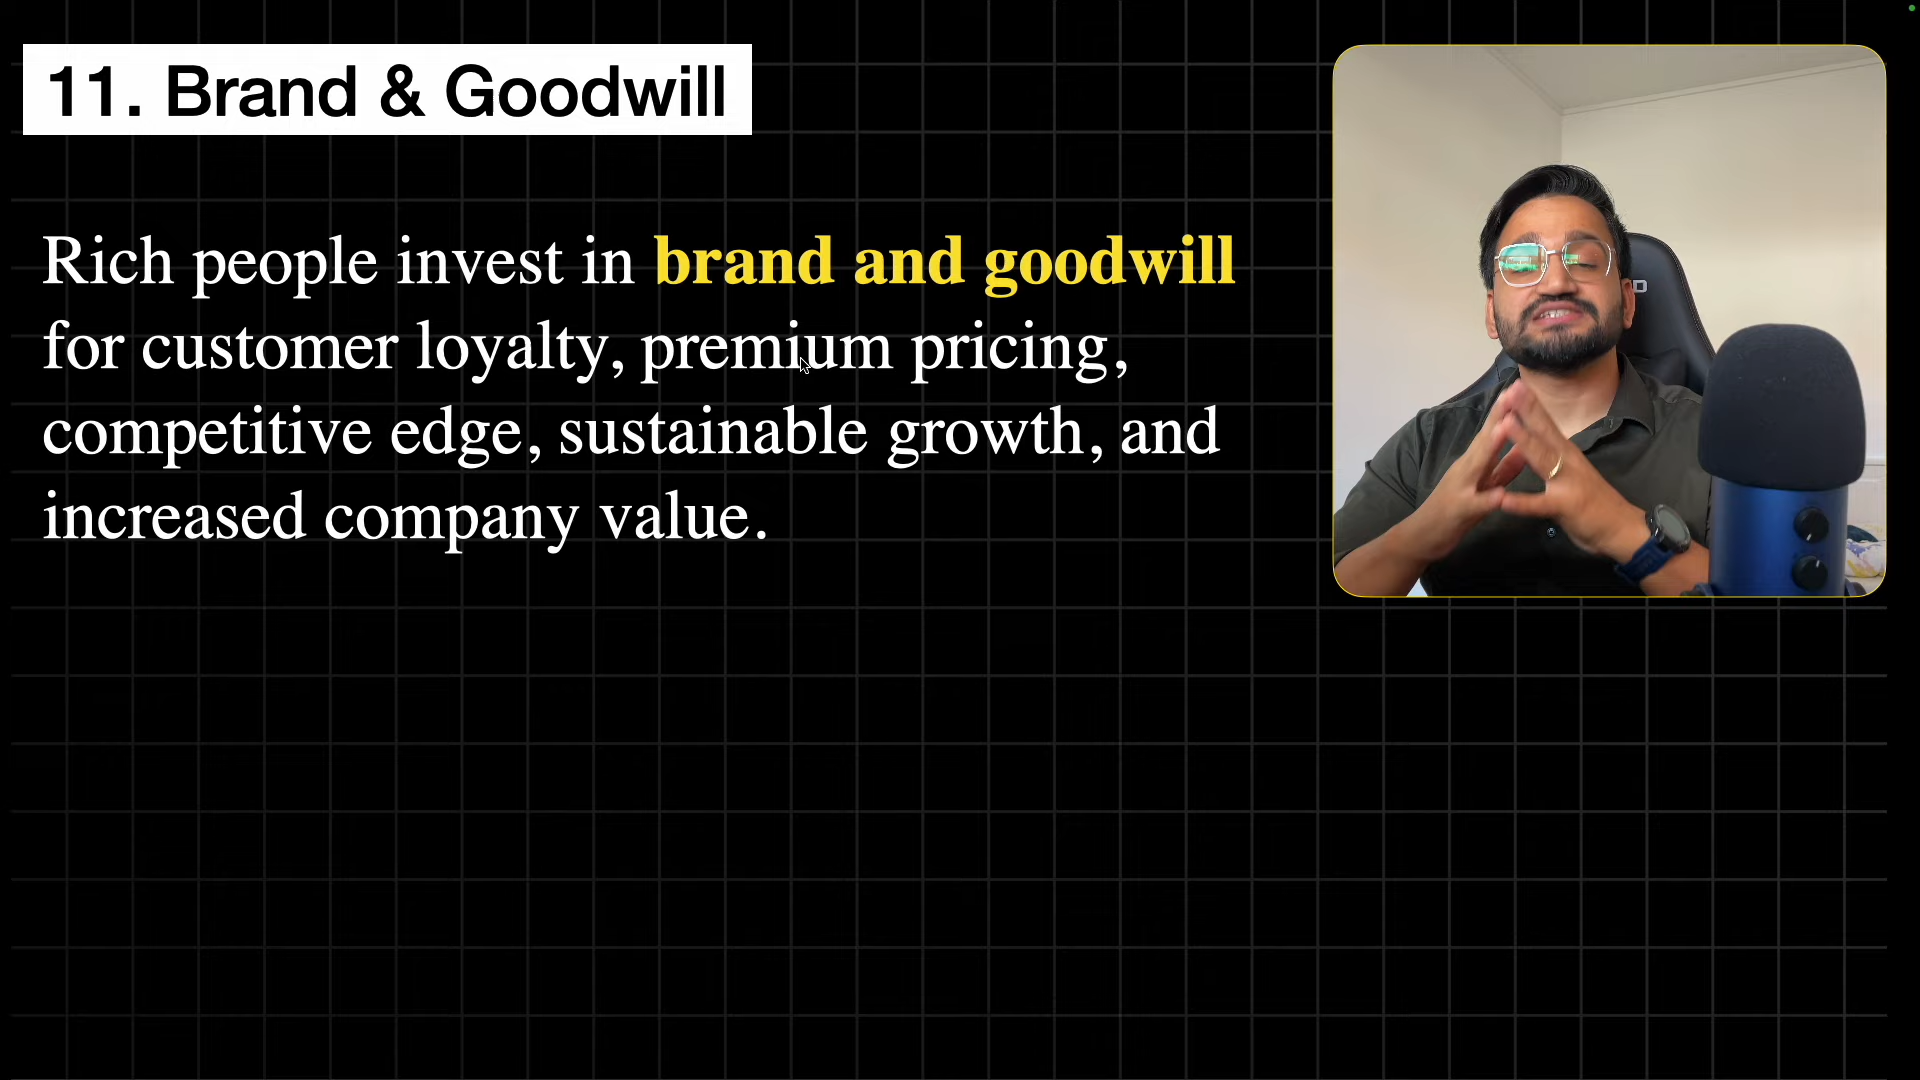 11. Brand & Goodwill
Rich people invest in brand and goodwill
for customer loyalty, premium pricing,
competitive edge, sustainable growth, and
increased company value.